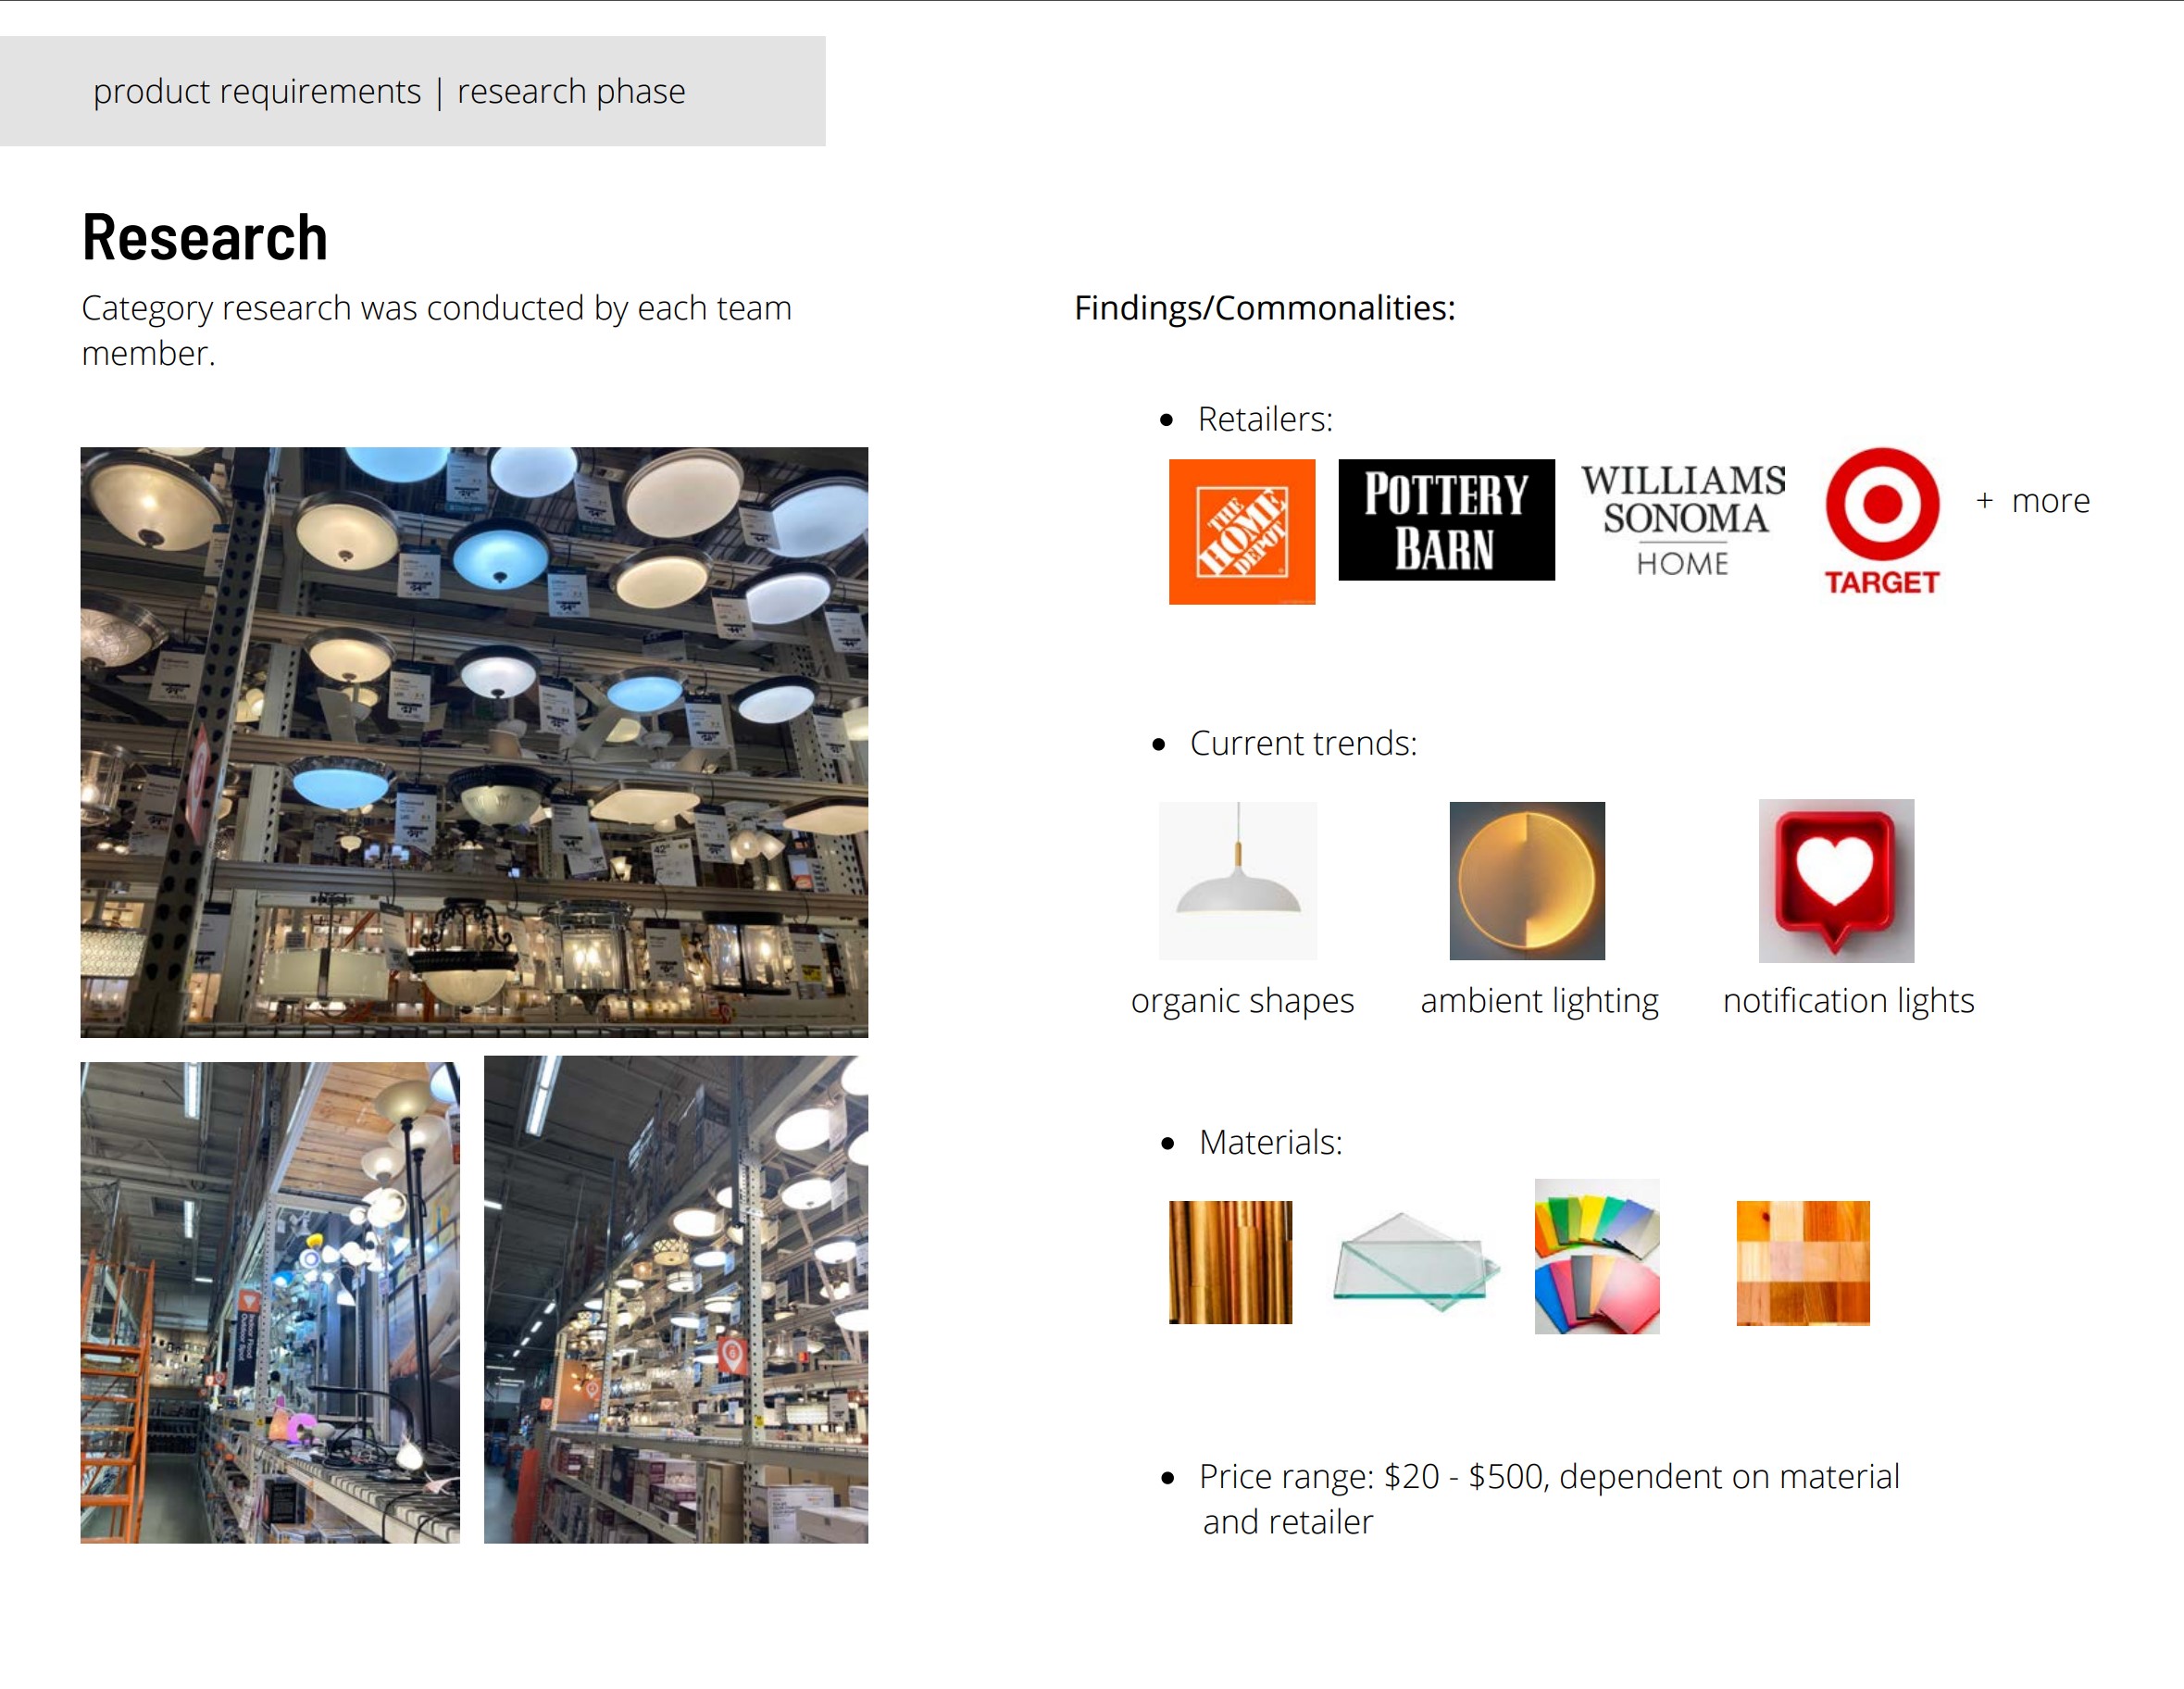 product requirements | research phase
Research
Category research was conducted by each team
member.
Findings/Commonalities:
• Retailers:
THE
HOME
DEPOT
POTTERY
BARN
WILLIAMS
SONOMA
HOME
TARGET
+ more
• Current trends:
organic shapes
ambient lighting
notification lights
• Materials:
• Price range: $20 - $500, dependent on material
and retailer